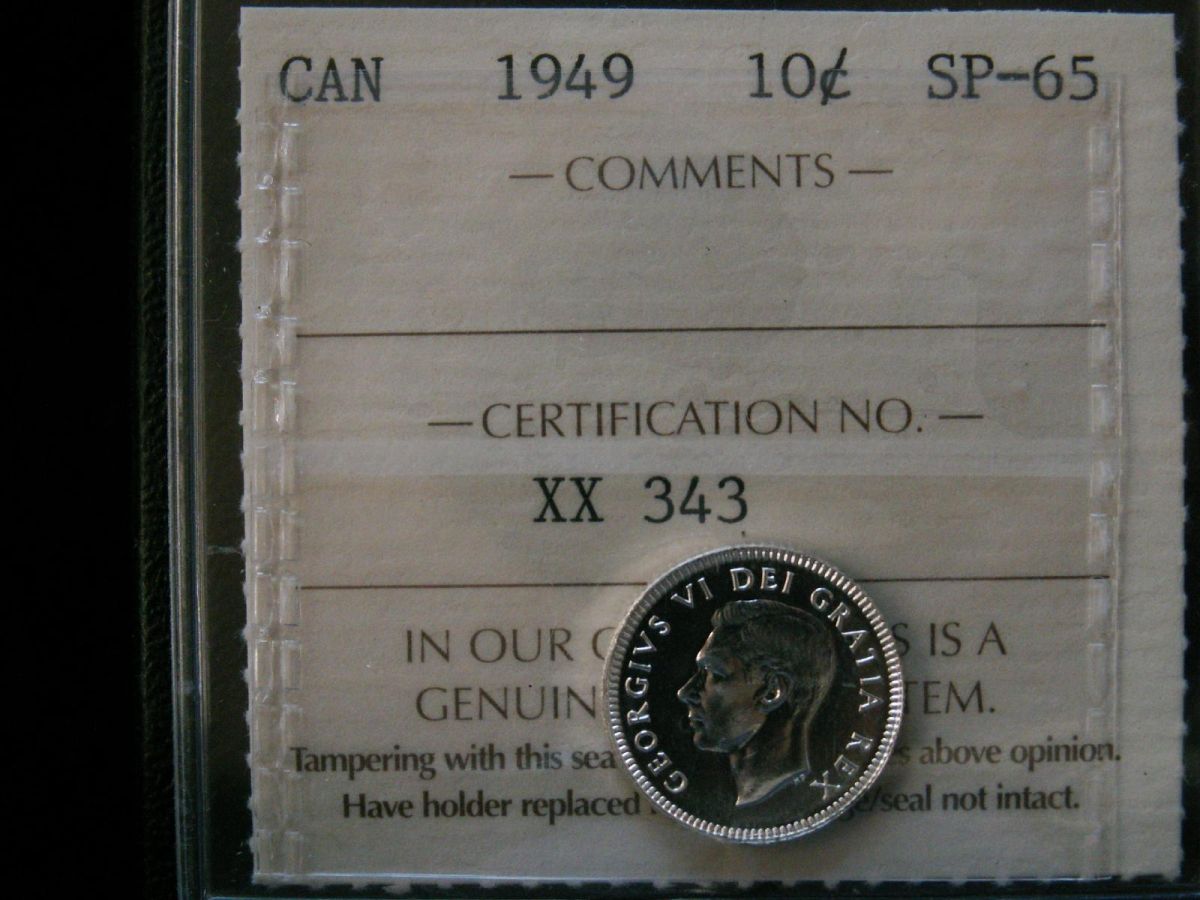 CAN 1949 10¢ SP-65
— COMMENTS —
— CERTIFICATION NO. —
XX 343
GEORGIVS VI DEI GRATIA REX
IN OUR S IS A
GENUIN TEM.
Tampering with this sea s above opinion.
Have holder replaced /seal not intact.